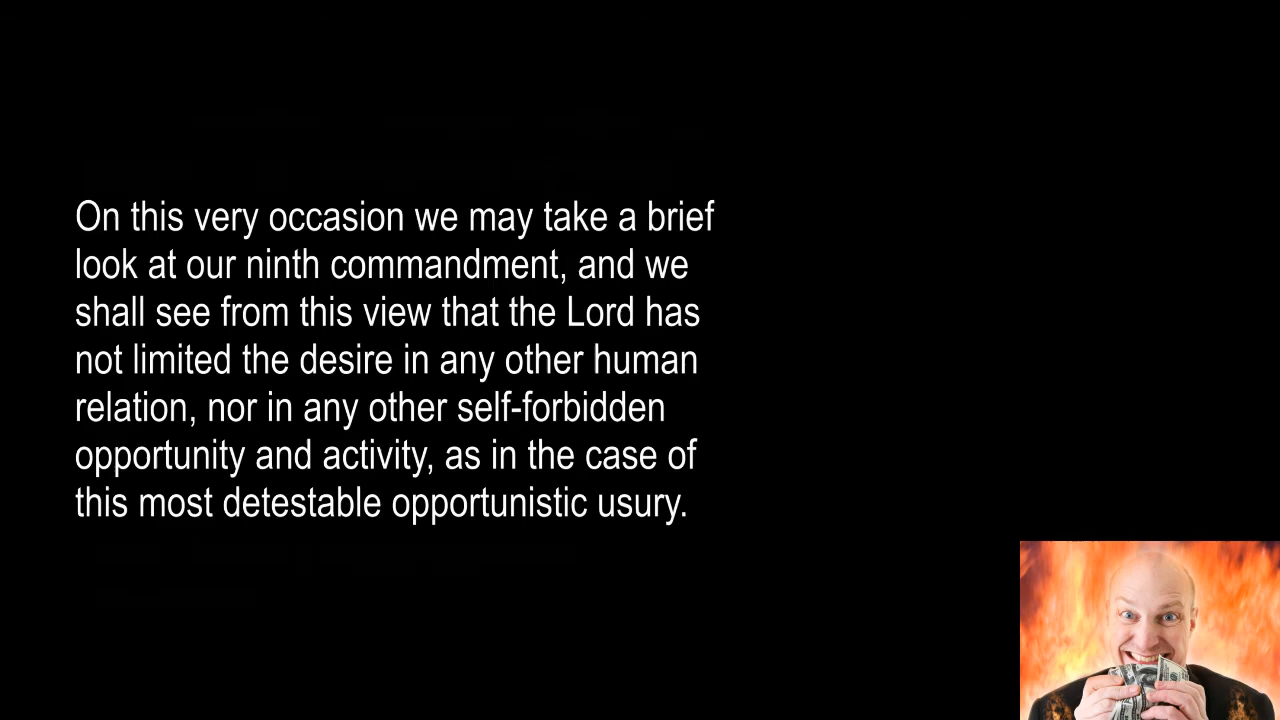 On this very occasion we may take a brief
look at our ninth commandment, and we
shall see from this view that the Lord has
not limited the desire in any other human
relation, nor in any other self-forbidden
opportunity and activity, as in the case of
this most detestable opportunistic usury.